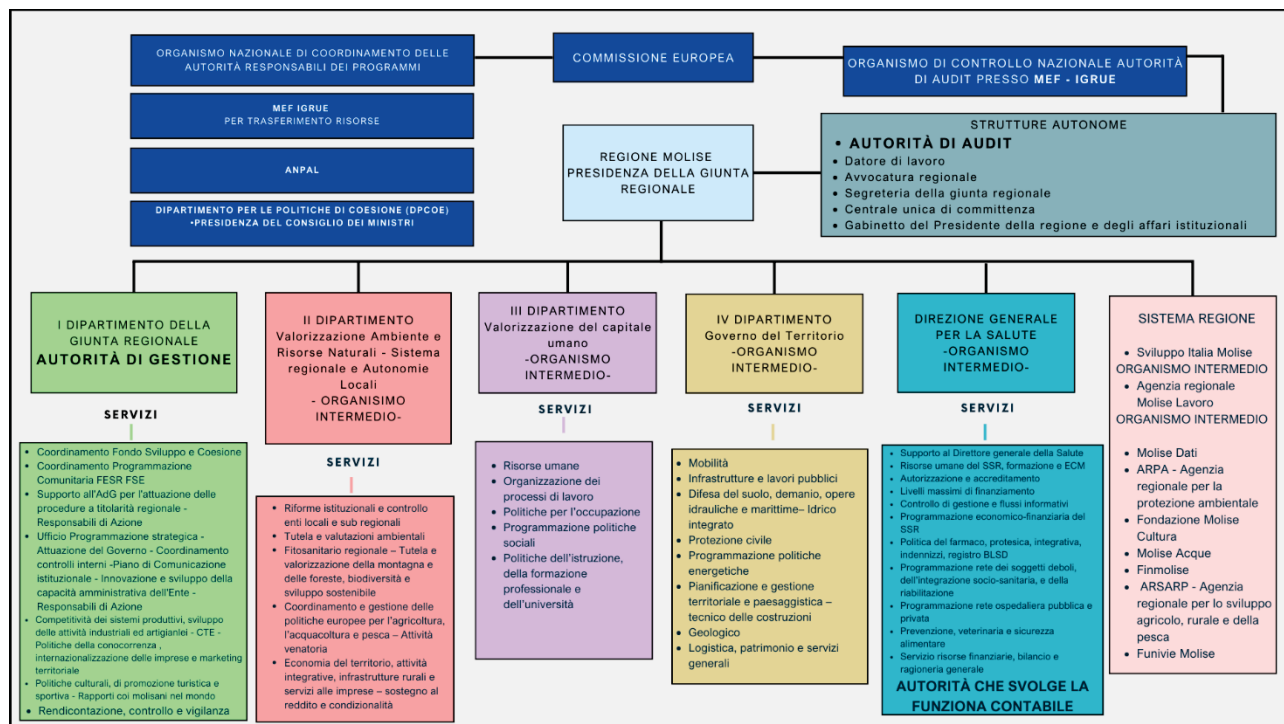 ORGANISMO NAZIONALE DI COORDINAMENTO DELLE
AUTORITÀ RESPONSABILI DEI PROGRAMMI
COMMISSIONE EUROPEA
ORGANISMO DI CONTROLLO NAZIONALE AUTORITÀ
DI AUDIT PRESSO MEF - IGRUE
MEF IGRUE
PER TRASFERIMENTO RISORSE
ANPAL
DIPARTIMENTO PER LE POLITICHE DI COESIONE (DPCOE)
•PRESIDENZA DEL CONSIGLIO DEI MINISTRI
REGIONE MOLISE
PRESIDENZA DELLA GIUNTA
REGIONALE
STRUTTURE AUTONOME
• AUTORITÀ DI AUDIT
• Datore di lavoro
• Avvocatura regionale
• Segreteria della giunta regionale
• Centrale unica di committenza
• Gabinetto del Presidente della regione e degli affari istituzionali
I DIPARTIMENTO DELLA
GIUNTA REGIONALE
AUTORITÀ DI GESTIONE
SERVIZI
• Coordinamento Fondo Sviluppo e Coesione
• Coordinamento Programmazione
Comunitaria FESR FSE
• Supporto all'AdG per l'attuazione delle
procedure a titolarità regionale -
Responsabili di Azione
• Ufficio Programmazione strategica -
Attuazione del Governo - Coordinamento
controlli interni -Piano di Comunicazione
istituzionale - Innovazione e sviluppo della
capacità amministrativa dell'Ente -
Responsabili di Azione
• Competitività dei sistemi produttivi, sviluppo
delle attività industriali ed artigianlei - CTE -
Politiche della conocorrenza ,
internazionalizzazione delle imprese e marketing
territoriale
• Politiche culturali, di promozione turistica e
sportiva - Rapporti coi molisani nel mondo
• Rendicontazione, controllo e vigilanza
II DIPARTIMENTO
Valorizzazione Ambiente e
Risorse Naturali - Sistema
regionale e Autonomie
Locali
- ORGANISIMO
INTERMEDIO-
SERVIZI
• Riforme istituzionali e controllo
enti locali e sub regionali
• Tutela e valutazioni ambientali
• Fitosanitario regionale – Tutela e
valorizzazione della montagna e
delle foreste, biodiversità e
sviluppo sostenibile
• Coordinamento e gestione delle
politiche europee per l'agricoltura,
l'acquacoltura e pesca – Attività
venatoria
• Economia del territorio, attività
integrative, infrastrutture rurali e
servizi alle imprese – sostegno al
reddito e condizionalità
III DIPARTIMENTO
Valorizzazione del capitale
umano
-ORGANISMO
INTERMEDIO-
SERVIZI
• Risorse umane
• Organizzazione dei
processi di lavoro
• Politiche per l'occupazione
• Programmazione politiche
sociali
• Politiche dell'istruzione,
della formazione
professionale e
dell'università
IV DIPARTIMENTO
Governo del Territorio
-ORGANISMO
INTERMEDIO-
SERVIZI
• Mobilità
• Infrastrutture e lavori pubblici
• Difesa del suolo, demanio, opere
idrauliche e marittime– Idrico
integrato
• Protezione civile
• Programmazione politiche
energetiche
• Pianificazione e gestione
territoriale e paesaggistica –
tecnico delle costruzioni
• Geologico
• Logistica, patrimonio e servizi
generali
DIREZIONE GENERALE
PER LA SALUTE
-ORGANISMO
INTERMEDIO-
SERVIZI
• Supporto al Direttore generale della Salute
• Risorse umane del SSR, formazione e ECM
• Autorizzazione e accreditamento
• Livelli massimi di finanziamento
• Controllo di gestione e flussi informativi
• Programmazione economico-finanziaria del
SSR
• Politica del farmaco, protesica, integrativa,
indennizzi, registro BLSD
• Programmazione rete dei soggetti deboli,
dell'integrazione socio-sanitaria, e della
riabilitazione
• Programmazione rete ospedaliera pubblica e
privata
• Prevenzione, veterinaria e sicurezza
alimentare
• Servizio risorse finanziarie, bilancio e
ragioneria generale
AUTORITÀ CHE SVOLGE LA
FUNZIONA CONTABILE
SISTEMA REGIONE
• Sviluppo Italia Molise
ORGANISMO INTERMEDIO
• Agenzia regionale
Molise Lavoro
ORGANISMO INTERMEDIO
• Molise Dati
• ARPA - Agenzia
regionale per la
protezione ambientale
• Fondazione Molise
Cultura
• Molise Acque
• Finmolise
• ARSARP - Agenzia
regionale per lo sviluppo
agricolo, rurale e della
pesca
• Funivie Molise